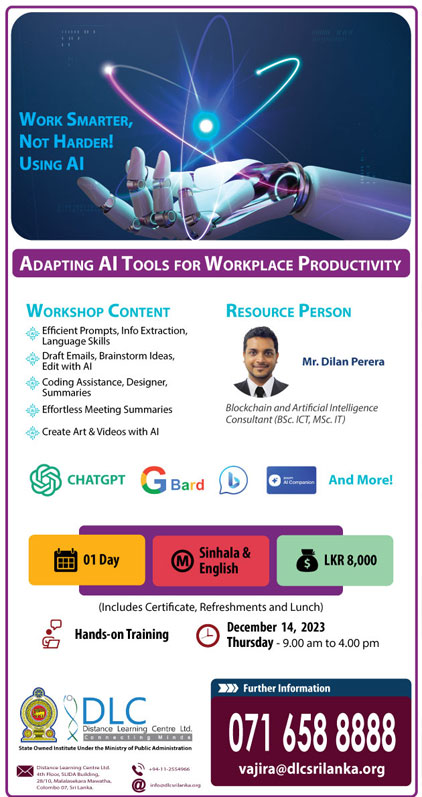 WORK SMARTER,
NOT HARDER!
USING AI
ADAPTING AI TOOLS FOR WORKPLACE PRODUCTIVITY
WORKSHOP CONTENT
Efficient Prompts, Info Extraction,
Language Skills
Draft Emails, Brainstorm Ideas,
Edit with AI
Coding Assistance, Designer,
Summaries
Effortless Meeting Summaries
Create Art & Videos with AI
RESOURCE PERSON
Mr. Dilan Perera
Blockchain and Artificial Intelligence
Consultant (BSc. ICT, MSc. IT)
CHATGPT
G Bard
b
zoom
AI Companion
And More!
01 Day
M
Sinhala &
English
$
LKR 8,000
(Includes Certificate, Refreshments and Lunch)
Hands-on Training
December 14, 2023
Thursday - 9.00 am to 4.00 pm
DLC
Distance Learning Centre Ltd.
Connecting Minds
State Owned Institute Under the Ministry of Public Administration
Distance Learning Centre Ltd.
4th Floor, SLIDA Building,
28/10, Malalasekara Mawatha,
Colombo 07, Sri Lanka.
+94-11-2554966
@
info@dlcsrilanka.org
Further Information
071 658 8888
vajira@dlcsrilanka.org